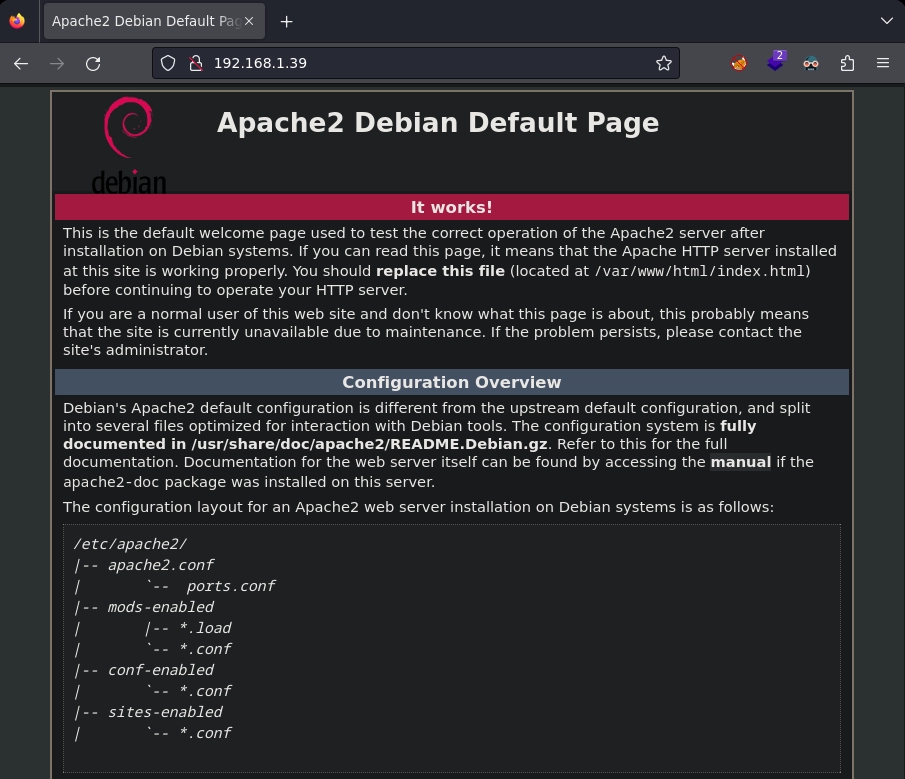 Apache2 Debian Default Pag
192.168.1.39
2
debian
Apache2 Debian Default Page
It works!
This is the default welcome page used to test the correct operation of the Apache2 server after
installation on Debian systems. If you can read this page, it means that the Apache HTTP server installed
at this site is working properly. You should replace this file (located at /var/www/html/index.html)
before continuing to operate your HTTP server.
If you are a normal user of this web site and don't know what this page is about, this probably means
that the site is currently unavailable due to maintenance. If the problem persists, please contact the
site's administrator.
Configuration Overview
Debian's Apache2 default configuration is different from the upstream default configuration, and split
into several files optimized for interaction with Debian tools. The configuration system is fully
documented in /usr/share/doc/apache2/README.Debian.gz. Refer to this for the full
documentation. Documentation for the web server itself can be found by accessing the manual if the
apache2-doc package was installed on this server.
The configuration layout for an Apache2 web server installation on Debian systems is as follows:
/etc/apache2/
|-- apache2.conf
|       `--  ports.conf
|-- mods-enabled
|       |-- *.load
|       `-- *.conf
|-- conf-enabled
|       `-- *.conf
|-- sites-enabled
|       `-- *.conf